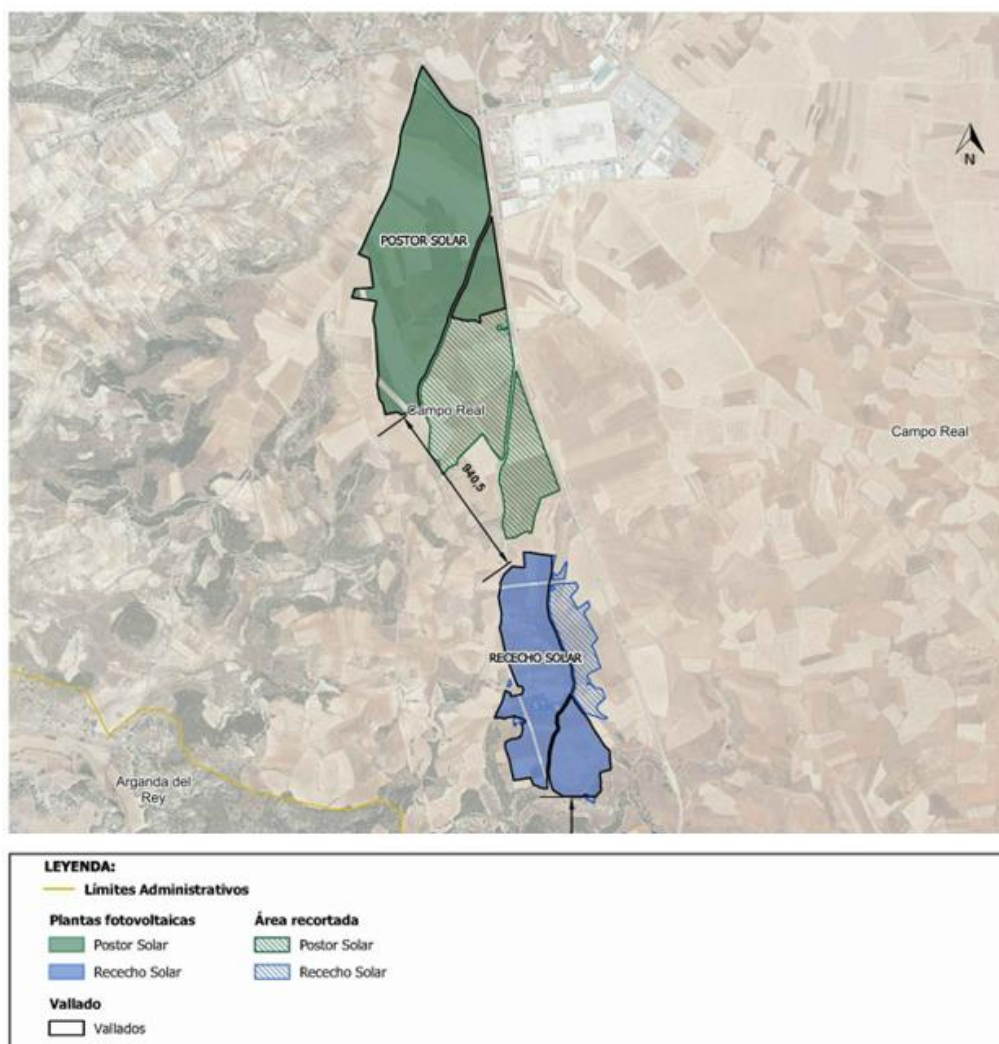 N
POSTOR SOLAR
Campo Real
Campo Real
940,5
RECECHO SOLAR
Arganda del
Rey
LEYENDA:
Límites Administrativos
Plantas fotovoltaicas
Área recortada
Postor Solar
Postor Solar
Rececho Solar
Rececho Solar
Vallado
Vallados